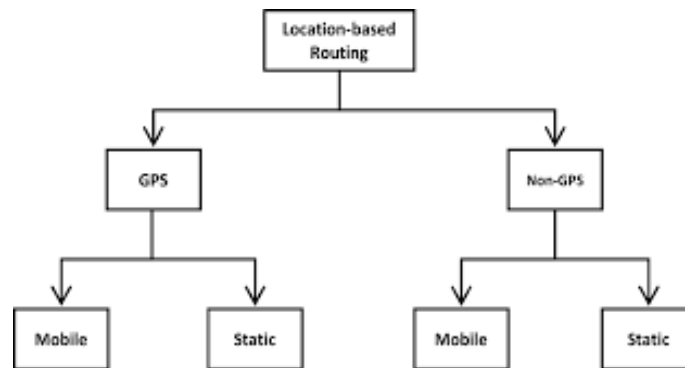 Location-based
Routing
GPS
Non-GPS
Mobile
Static
Mobile
Static